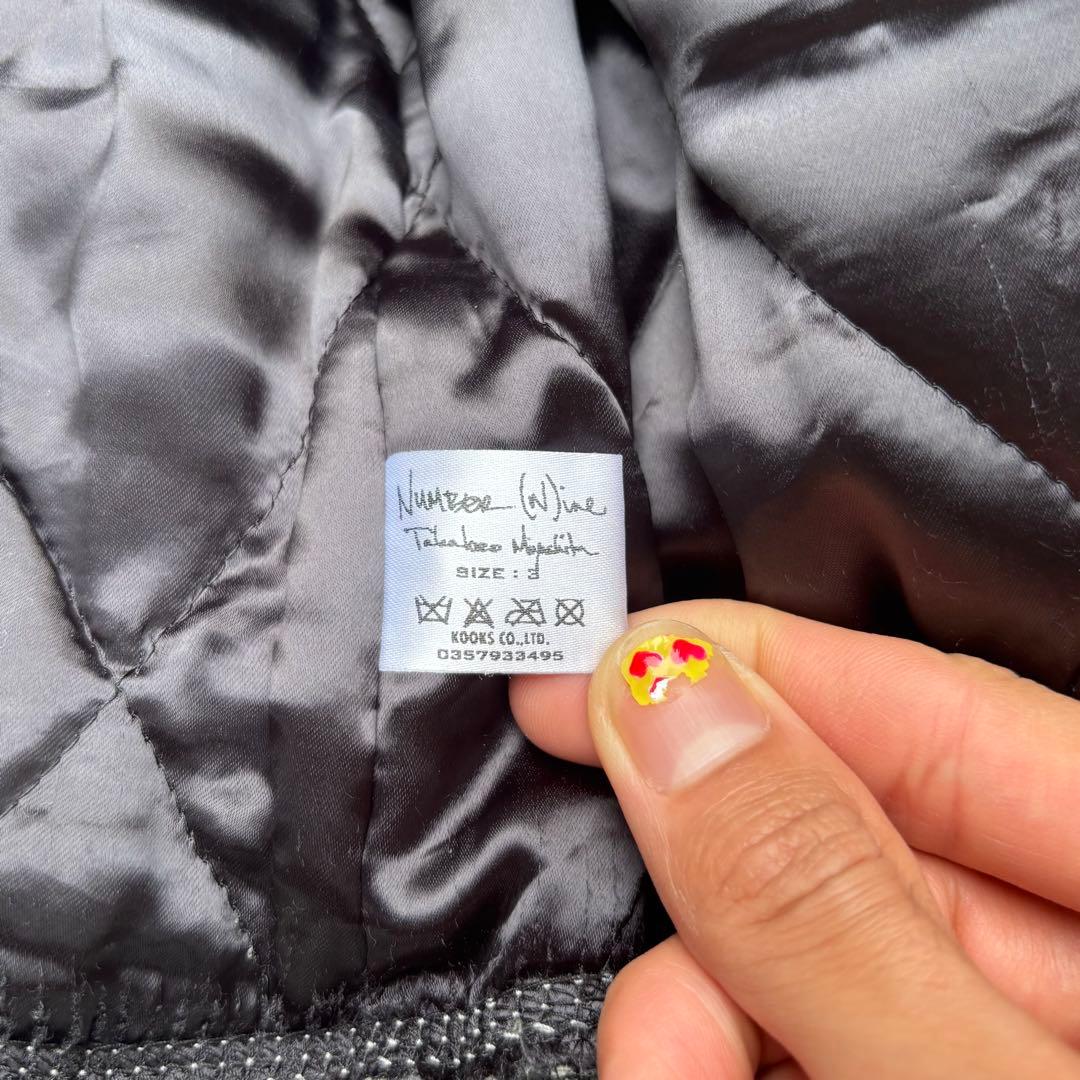 NUMBER (N)ine
Takahiro Miyashita
SIZE : 3
KOOKS CO.,LTD.
0357933495